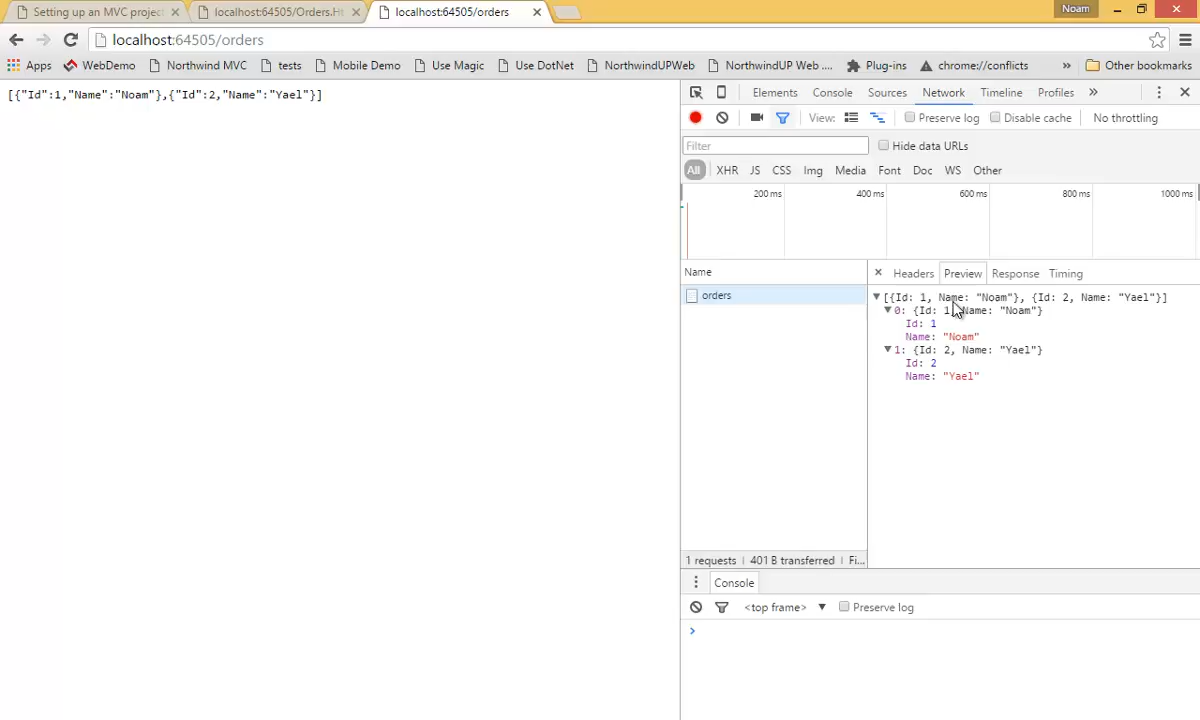 Setting up an MVC projec
localhost:64505/Orders.Ht
localhost:64505/orders
Noam
localhost:64505/orders
Apps WebDemo Northwind MVC tests Mobile Demo Use Magic Use DotNet NorthwindUPWeb NorthwindUP Web .... Plug-ins chrome://conflicts » Other bookmarks
[{"Id":1,"Name":"Noam"},{"Id":2,"Name":"Yael"}]
Elements Console Sources Network Timeline Profiles »
View: Preserve log Disable cache No throttling
Filter Hide data URLs
All XHR JS CSS Img Media Font Doc WS Other
200 ms 400 ms 600 ms 800 ms 1000 ms
Name
orders
1 requests | 401 B transferred | Fi...
× Headers Preview Response Timing
[{Id: 1, Name: "Noam"}, {Id: 2, Name: "Yael"}]
0: {Id: 1, Name: "Noam"}
Id: 1
Name: "Noam"
1: {Id: 2, Name: "Yael"}
Id: 2
Name: "Yael"
Console
<top frame> ▼ Preserve log
>